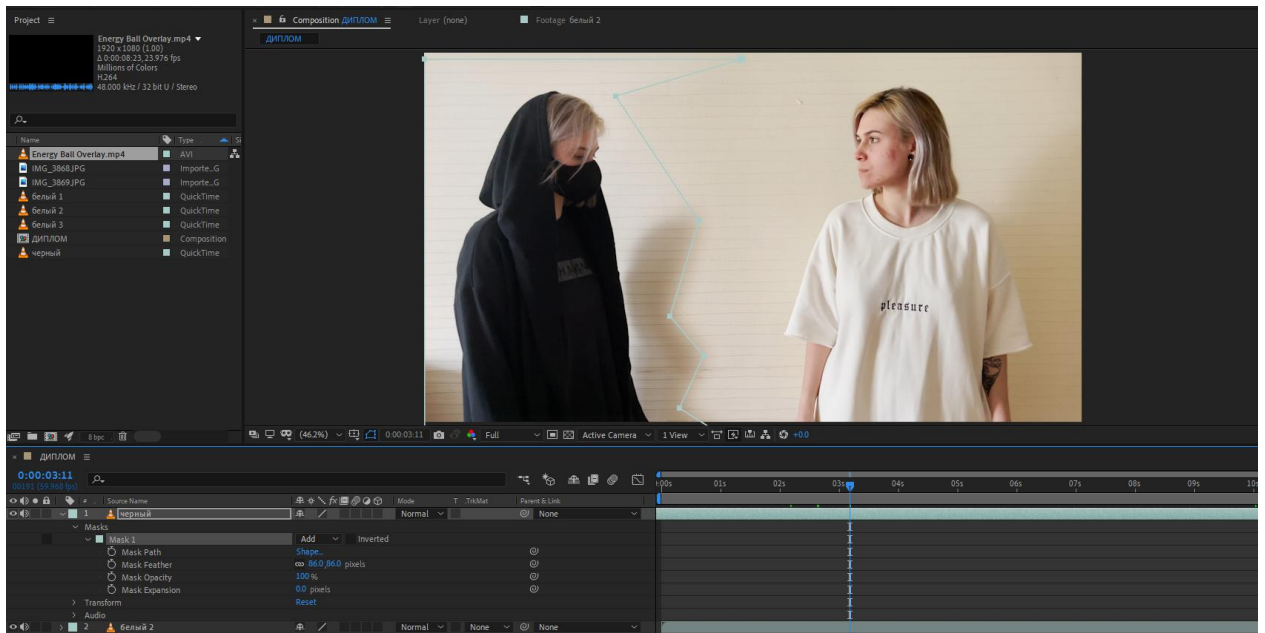 Project
Energy Ball Overlay.mp4
1920 x 1080 (1.00)
Δ 0:00:08:23, 23.976 fps
Millions of Colors
H.264
48.000 kHz / 32 bit U / Stereo
Name Type Si
Energy Ball Overlay.mp4 AVI
IMG_3868.JPG Importe...G
IMG_3869.JPG Importe...G
белый 1 QuickTime
белый 2 QuickTime
белый 3 QuickTime
ДИПЛОМ Composition
черный QuickTime
8 bpc
Composition ДИПЛОМ Layer (none) Footage белый 2
ДИПЛОМ
pleasure
(46.2%) 0:00:03:11 Full Active Camera 1 View +0.0
ДИПЛОМ
0:00:03:11
00191 (59.968 fps)
:00s 01s 02s 03s 04s 05s 06s 07s 08s 09s 10s
# Source Name Mode T .TrkMat Parent & Link
1 черный Normal None
Masks
Mask 1 Add Inverted
Mask Path Shape...
Mask Feather 86.0,86.0 pixels
Mask Opacity 100 %
Mask Expansion 0.0 pixels
Transform Reset
Audio
2 белый 2 Normal None None